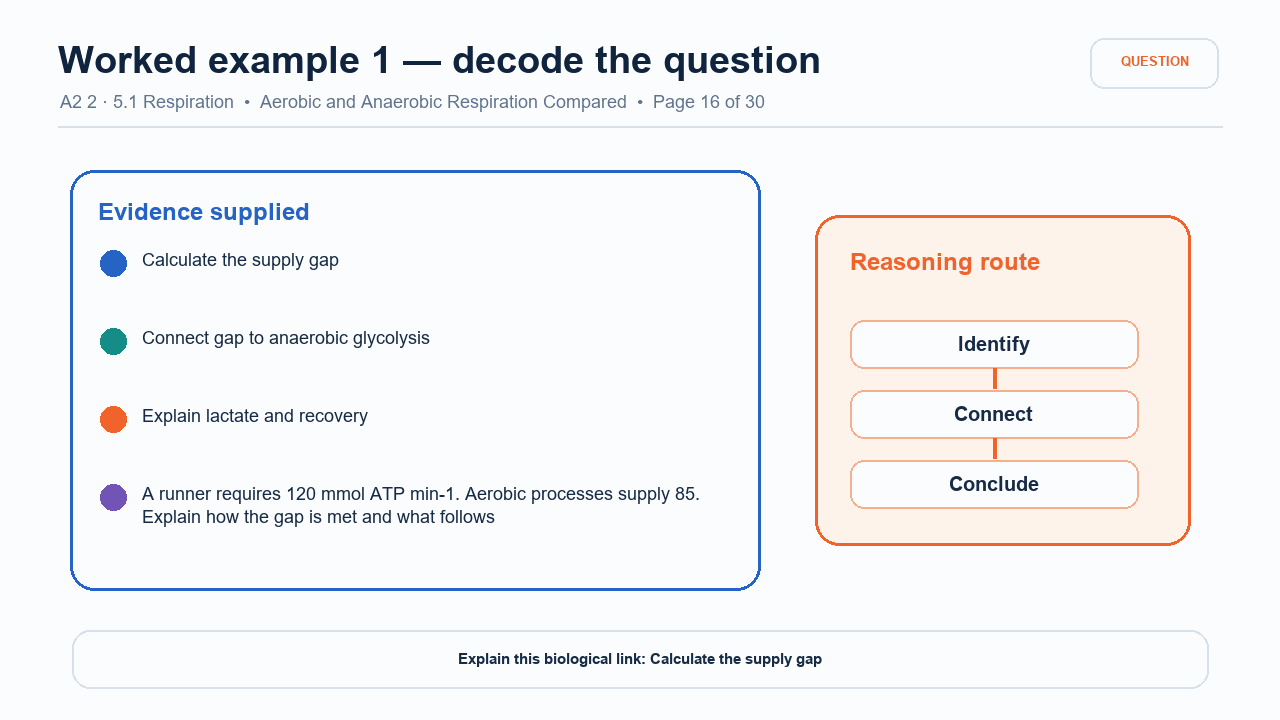 Worked example 1 — decode the question
QUESTION
A2 2 · 5.1 Respiration • Aerobic and Anaerobic Respiration Compared • Page 16 of 30
Evidence supplied
Calculate the supply gap
Connect gap to anaerobic glycolysis
Explain lactate and recovery
A runner requires 120 mmol ATP min-1. Aerobic processes supply 85.
Explain how the gap is met and what follows
Reasoning route
Identify
Connect
Conclude
Explain this biological link: Calculate the supply gap